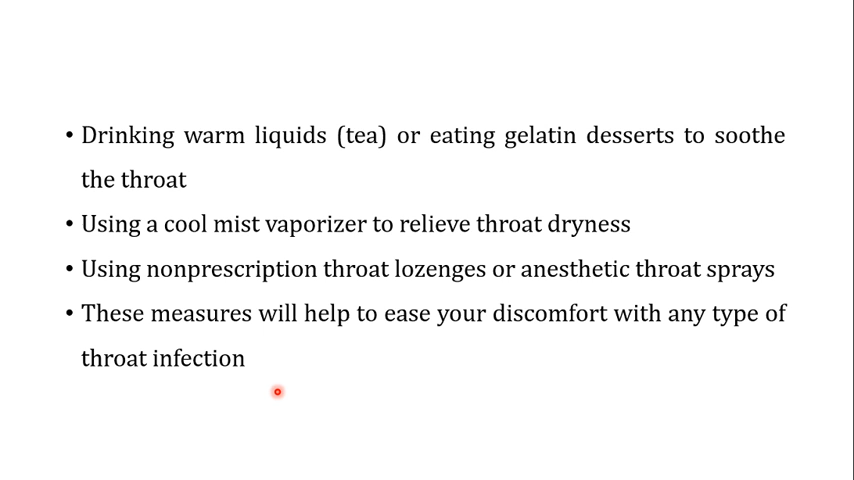 • Drinking warm liquids (tea) or eating gelatin desserts to soothe
the throat
• Using a cool mist vaporizer to relieve throat dryness
• Using nonprescription throat lozenges or anesthetic throat sprays
• These measures will help to ease your discomfort with any type of
throat infection